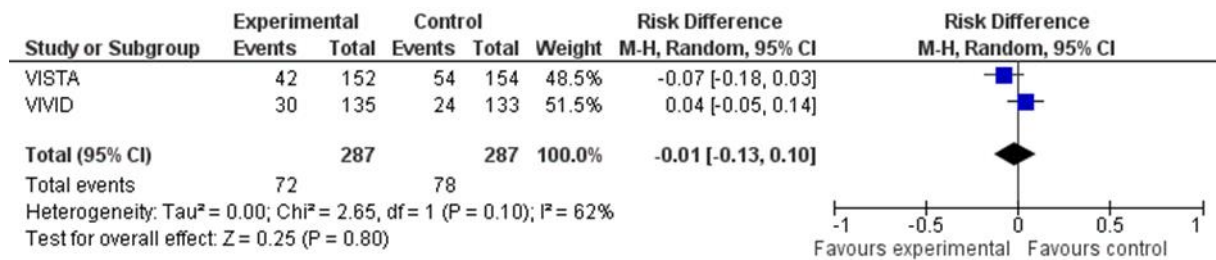 Experimental Control Risk Difference Risk Difference
Study or Subgroup Events Total Events Total Weight M-H, Random, 95% CI M-H, Random, 95% CI
VISTA 42 152 54 154 48.5% -0.07 [-0.18, 0.03]
VIVID 30 135 24 133 51.5% 0.04 [-0.05, 0.14]
Total (95% CI) 287 287 100.0% -0.01 [-0.13, 0.10]
Total events 72 78
Heterogeneity: Tau² = 0.00; Chi² = 2.65, df = 1 (P = 0.10); I² = 62%
Test for overall effect: Z = 0.25 (P = 0.80)
-1 -0.5 0 0.5 1
Favours experimental Favours control